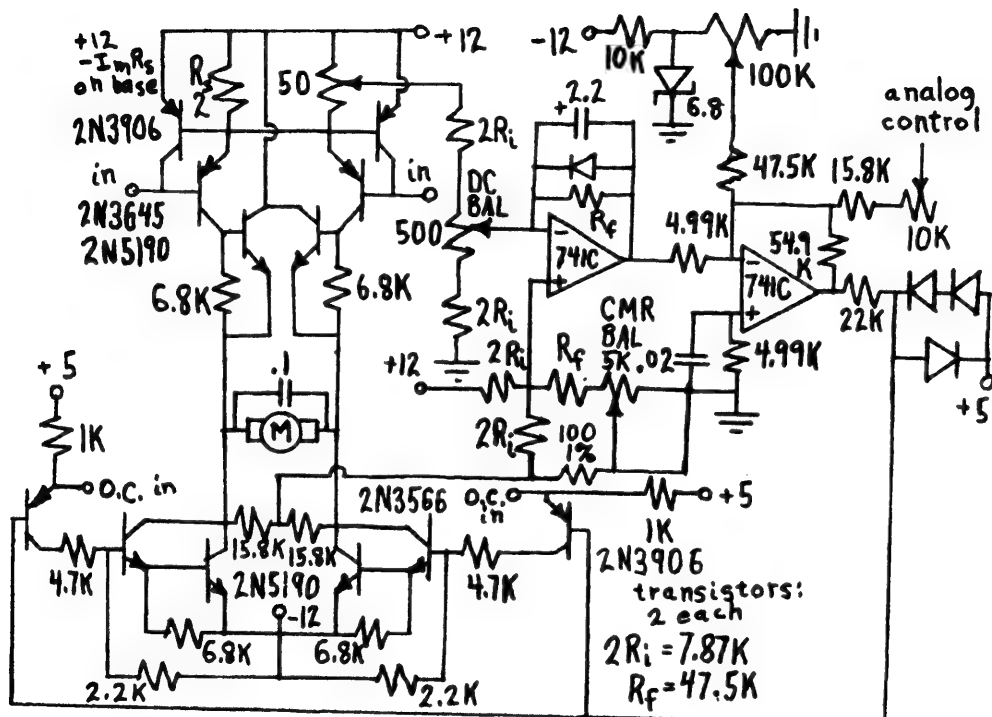 +12
-ImRs
on base
Rs
2
50
+12
-12
10K
100K
6.8
analog
control
2N3906
in
in
2Ri
+2.2
47.5K
15.8K
10K
2N3645
2N5190
DC
BAL
500
Rf
741C
-
+
4.99K
54.9
K
741C
-
+
22K
6.8K
6.8K
2Ri
CMR
BAL
5K
.02
4.99K
+12
2Ri
Rf
+5
+5
1K
.1
M
2Ri
100
1%
O.C. in
2N3566
O.C.
in
+5
1K
4.7K
15.8K
15.8K
4.7K
2N3906
2N5190
-12
transistors:
2 each
6.8K
6.8K
2Ri = 7.87K
2.2K
2.2K
Rf = 47.5K